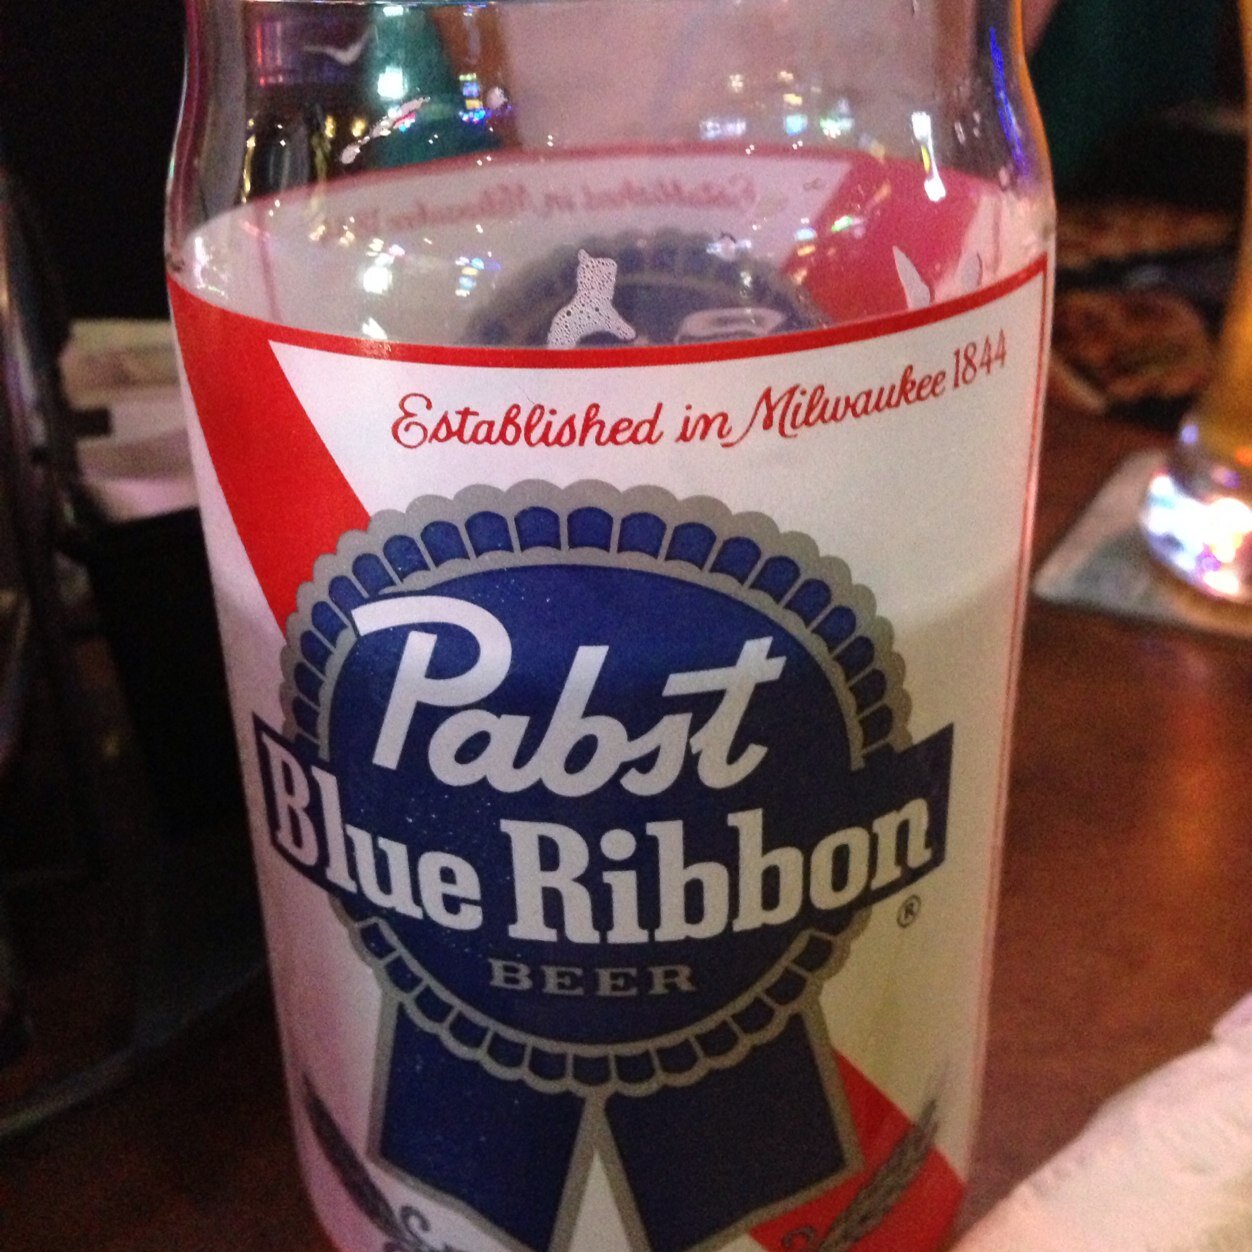 Established in Milwaukee 1844
Pabst
Blue Ribbon
®
BEER